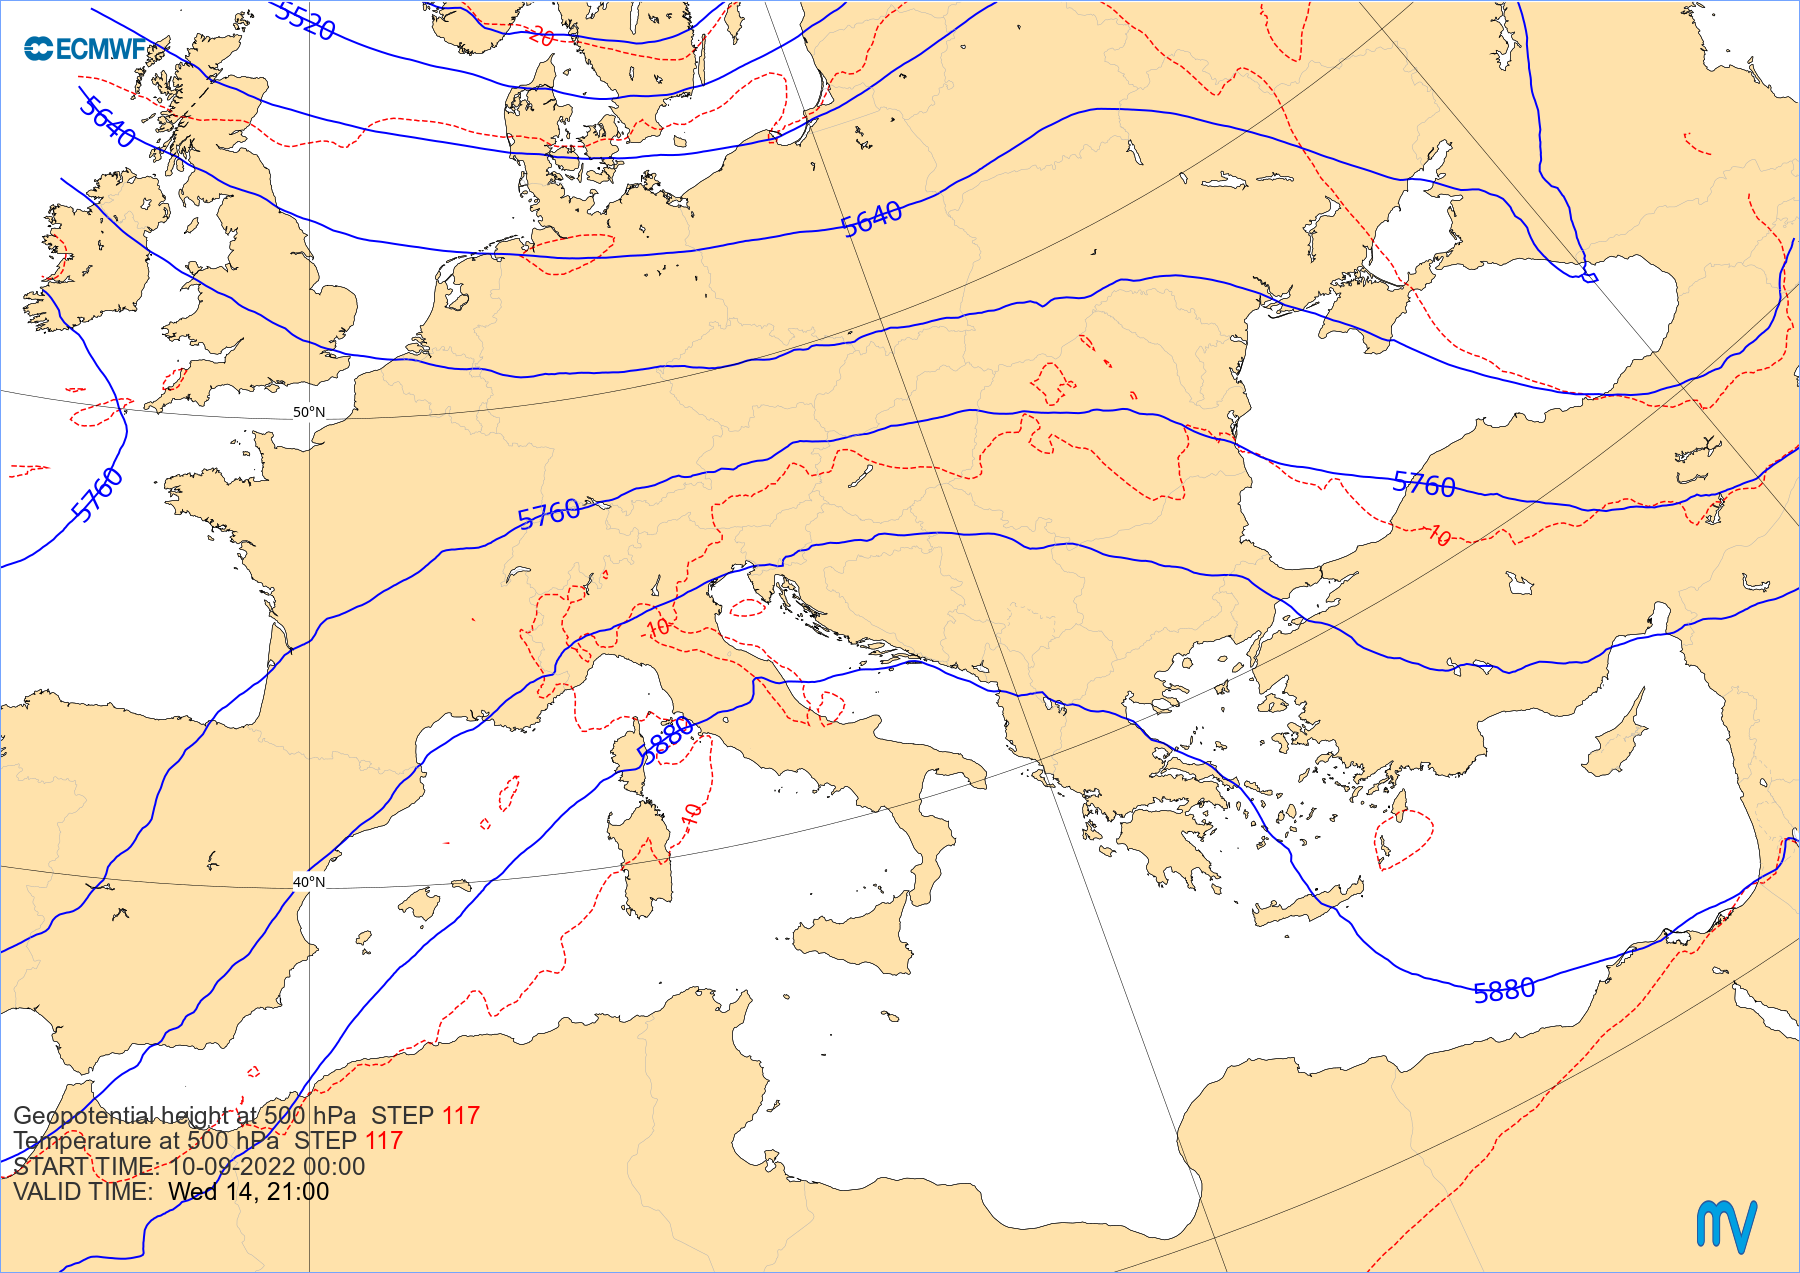 5520
-20
ECMWF
5640
5640
50°N
5760
5760
5760
-10
-10
5880
-10
40°N
5880
Geopotential height at 500 hPa STEP 117
Temperature at 500 hPa STEP 117
START TIME: 10-09-2022 00:00
VALID TIME: Wed 14, 21:00